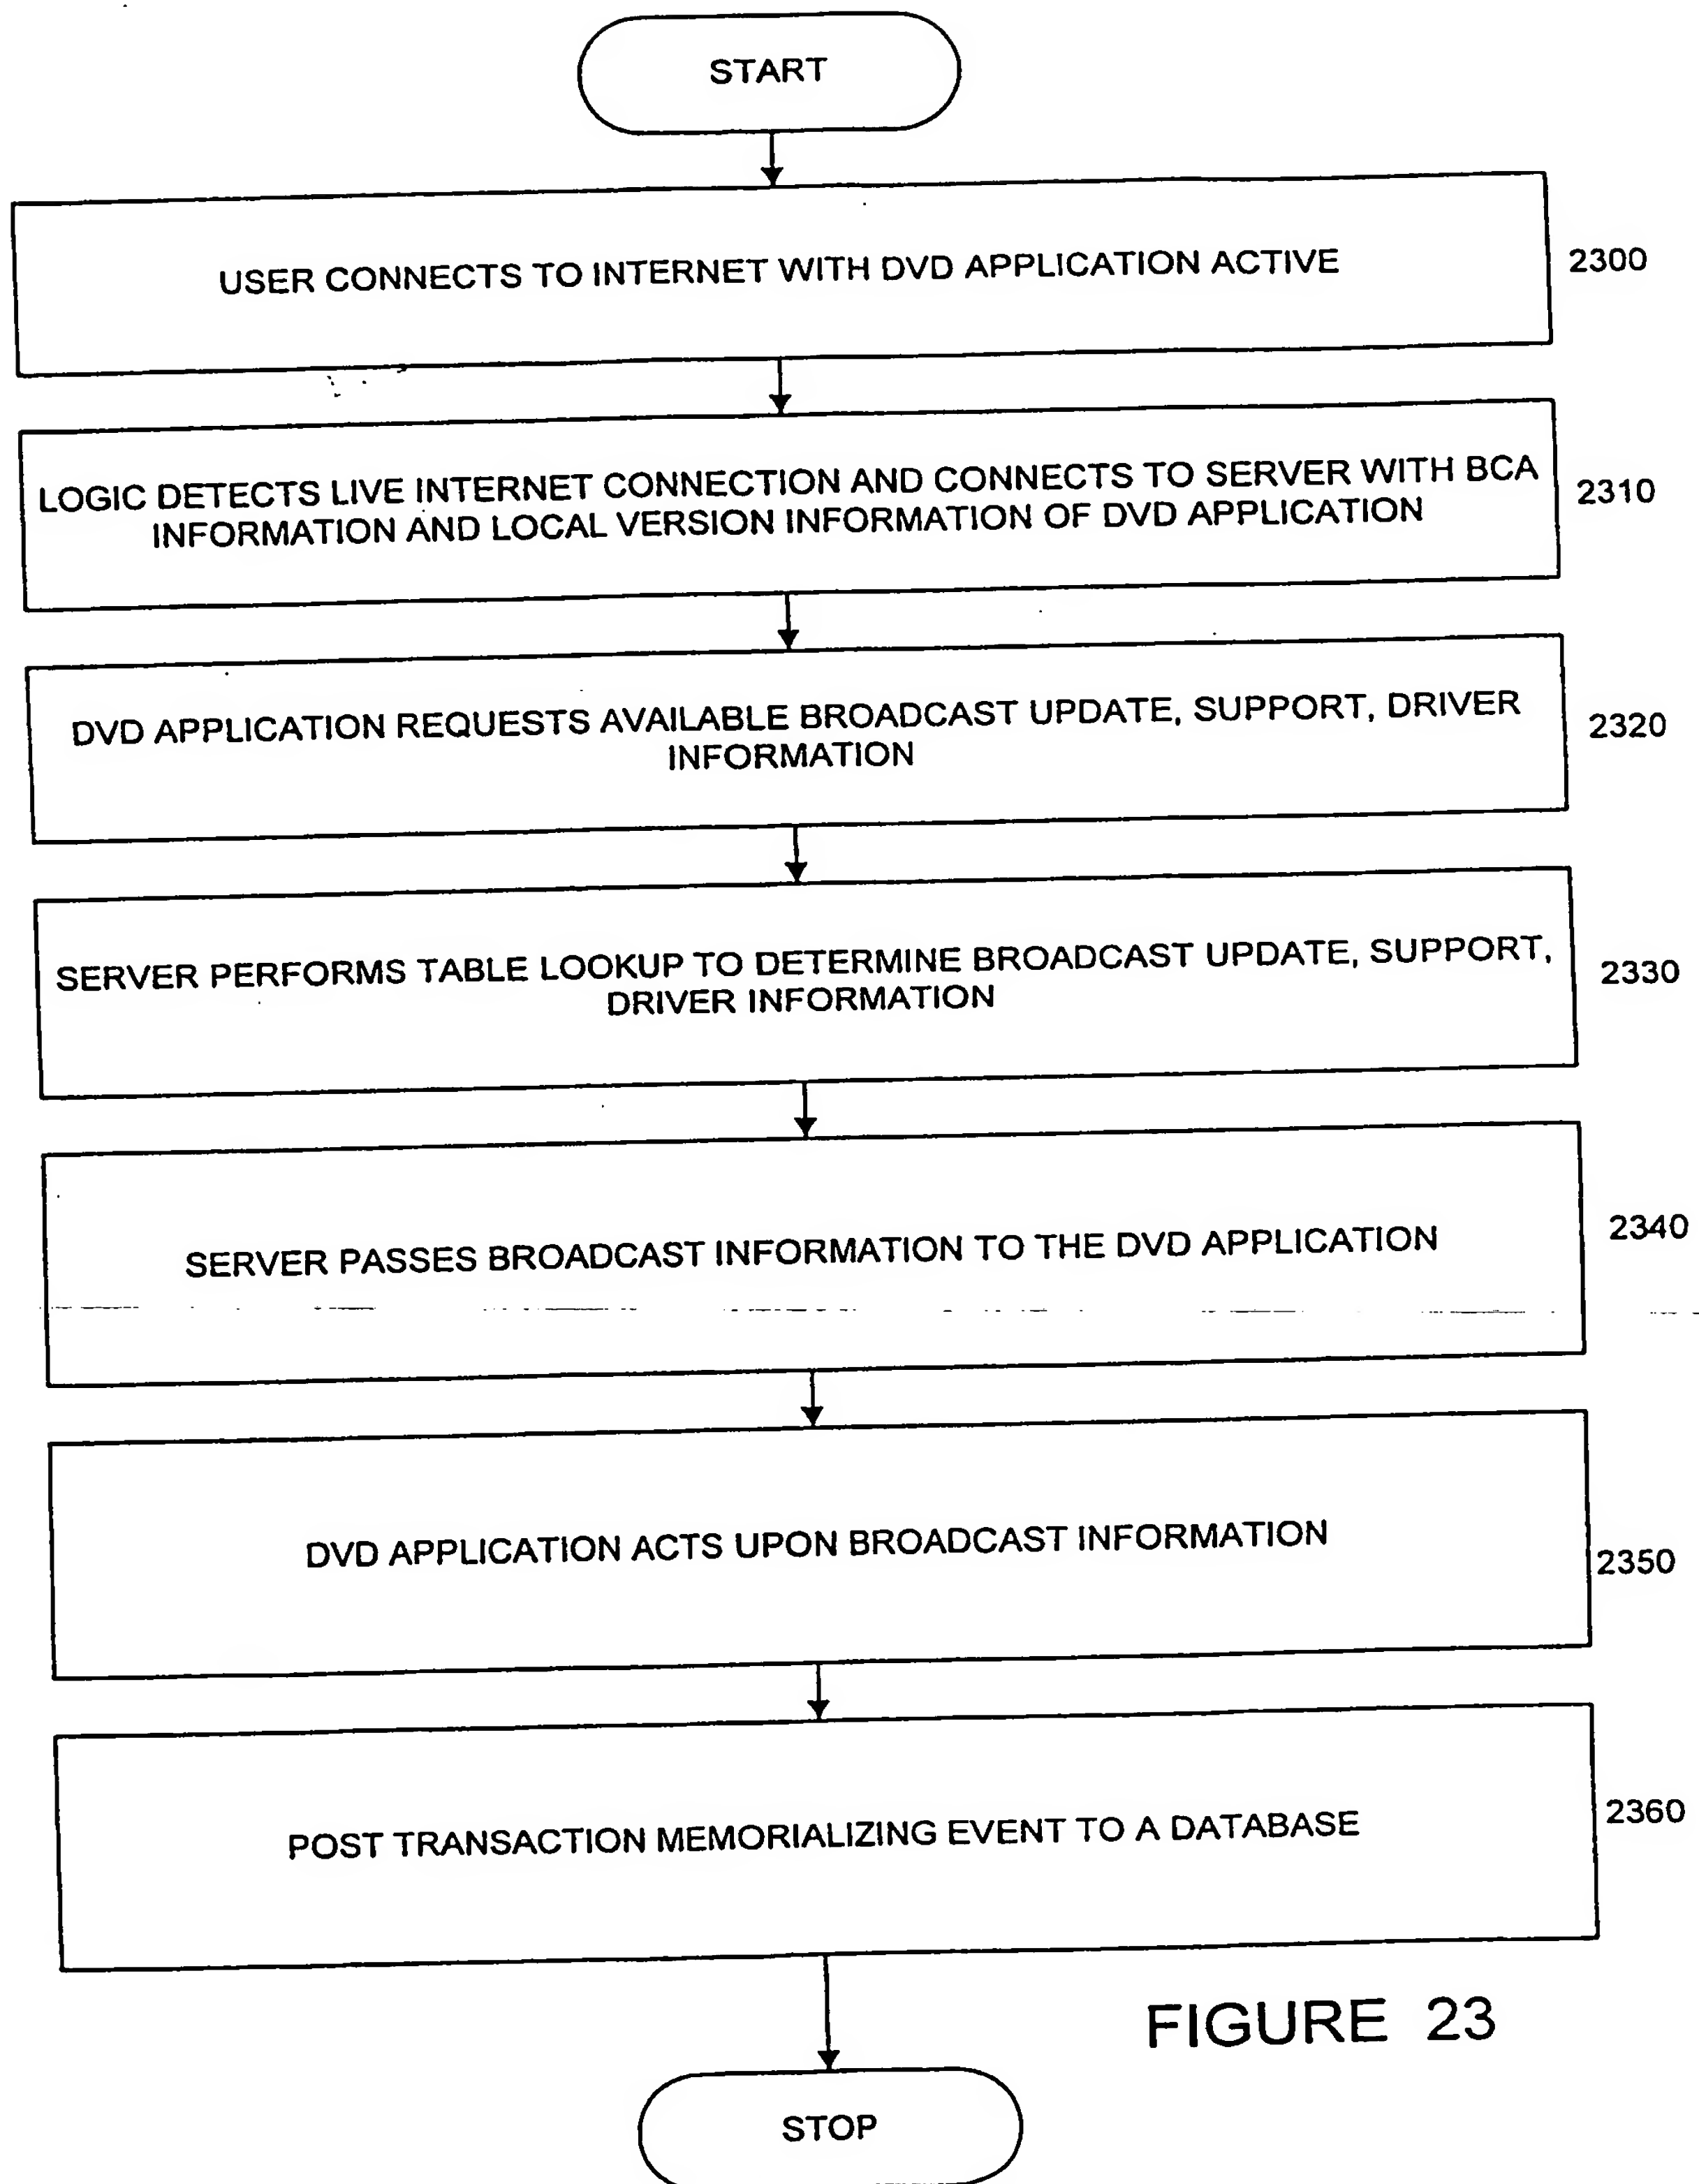 START
USER CONNECTS TO INTERNET WITH DVD APPLICATION ACTIVE
2300
LOGIC DETECTS LIVE INTERNET CONNECTION AND CONNECTS TO SERVER WITH BCA
INFORMATION AND LOCAL VERSION INFORMATION OF DVD APPLICATION
2310
DVD APPLICATION REQUESTS AVAILABLE BROADCAST UPDATE, SUPPORT, DRIVER
INFORMATION
2320
SERVER PERFORMS TABLE LOOKUP TO DETERMINE BROADCAST UPDATE, SUPPORT,
DRIVER INFORMATION
2330
SERVER PASSES BROADCAST INFORMATION TO THE DVD APPLICATION
2340
DVD APPLICATION ACTS UPON BROADCAST INFORMATION
2350
POST TRANSACTION MEMORIALIZING EVENT TO A DATABASE
2360
FIGURE 23
STOP